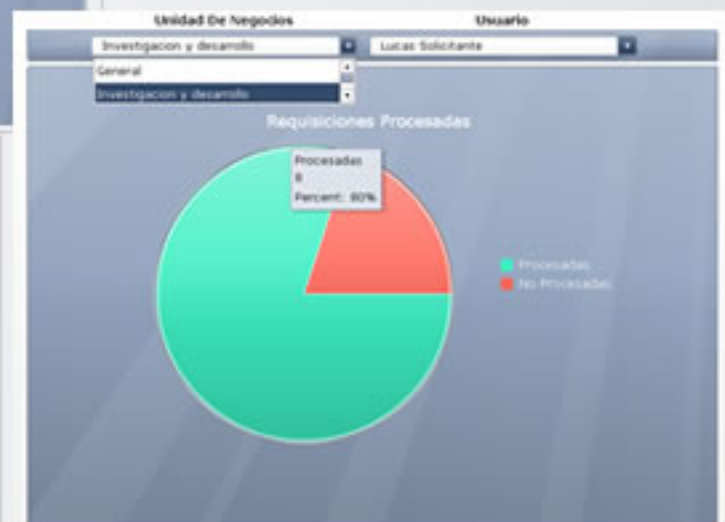 Unidad De Negocios
Usuario
Investigacion y desarrollo
Lucas Solicitante
General
Investigacion y desarrollo
Requisiciones Procesadas
Procesadas
8
Percent: 80%
Procesadas
No Procesadas